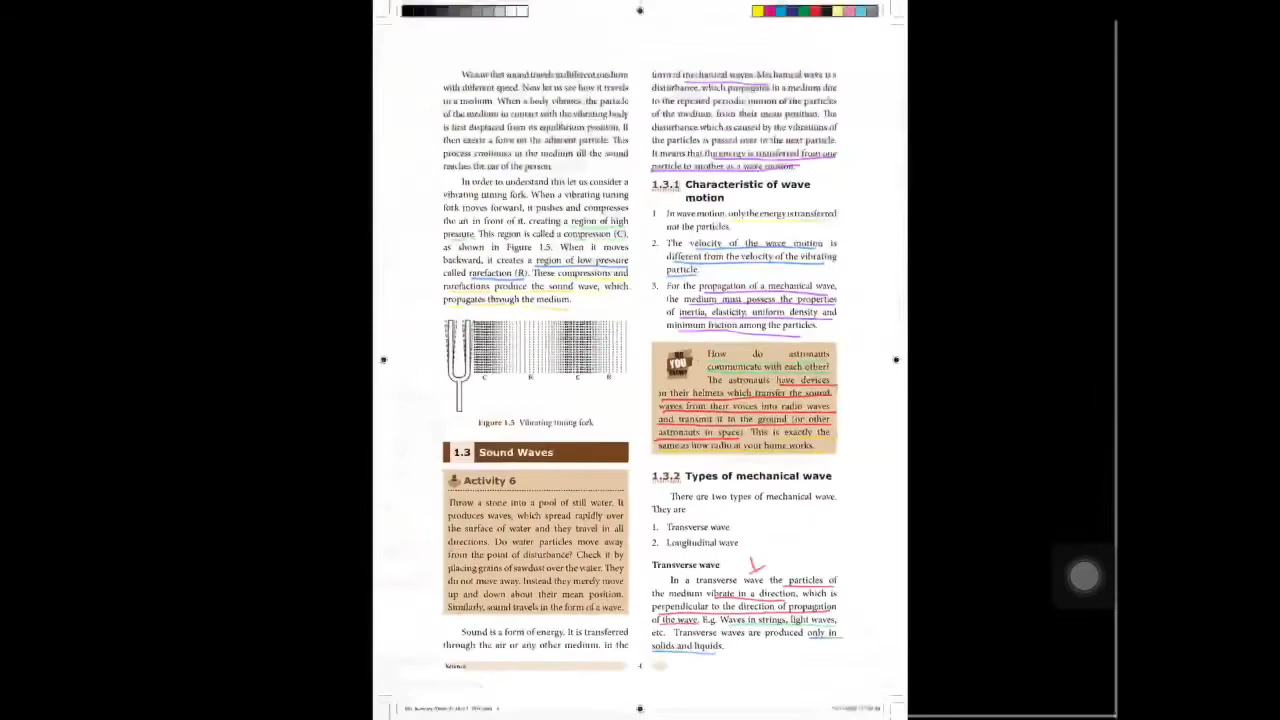 We saw that sound travels in different medium
with different speed. Now let us see how it travels
in a medium. When a body vibrates, the particle
of the medium in contact with the vibrating body
is first displaced from its equilibrium position. It
then exerts a force on the adjacent particle. This
process continues in the medium till the sound
reaches the ear of the person.
In order to understand this let us consider a
vibrating tuning fork. When a vibrating tuning
fork moves forward, it pushes and compresses
the air in front of it, creating a region of high
pressure. This region is called a compression (C),
as shown in Figure 1.5. When it moves
backward, it creates a region of low pressure
called rarefaction (R). These compressions and
rarefactions produce the sound wave, which
propagates through the medium.
C R C R
Figure 1.5 Vibrating tuning fork
1.3 Sound Waves
Activity 6
Throw a stone into a pool of still water. It
produces waves, which spread rapidly over
the surface of water and they travel in all
directions. Do water particles move away
from the point of disturbance? Check it by
placing grains of sawdust over the water. They
do not move away. Instead they merely move
up and down about their mean position.
Similarly, sound travels in the form of a wave.
Sound is a form of energy. It is transferred
through the air or any other medium, in the
form of mechanical waves. Mechanical wave is a
disturbance, which propagates in a medium due
to the repeated periodic motion of the particles
of the medium, from their mean position. The
disturbance which is caused by the vibrations of
the particles is passed over to the next particle.
It means that the energy is transferred from one
particle to another as a wave motion.
1.3.1 Characteristic of wave
motion
1 In wave motion, only the energy is transferred
not the particles.
2. The velocity of the wave motion is
different from the velocity of the vibrating
particle.
3. For the propagation of a mechanical wave,
the medium must possess the properties
of inertia, elasticity, uniform density and
minimum friction among the particles.
DO YOU KNOW?
How do astronauts
communicate with each other?
The astronauts have devices
in their helmets which transfer the sound
waves from their voices into radio waves
and transmit it to the ground (or other
astronauts in space). This is exactly the
same as how radio at your home works.
1.3.2 Types of mechanical wave
There are two types of mechanical wave.
They are
1. Transverse wave
2. Longitudinal wave
Transverse wave
In a transverse wave the particles of
the medium vibrate in a direction, which is
perpendicular to the direction of propagation
of the wave. E.g. Waves in strings, light waves,
etc. Transverse waves are produced only in
solids and liquids.
Science 4